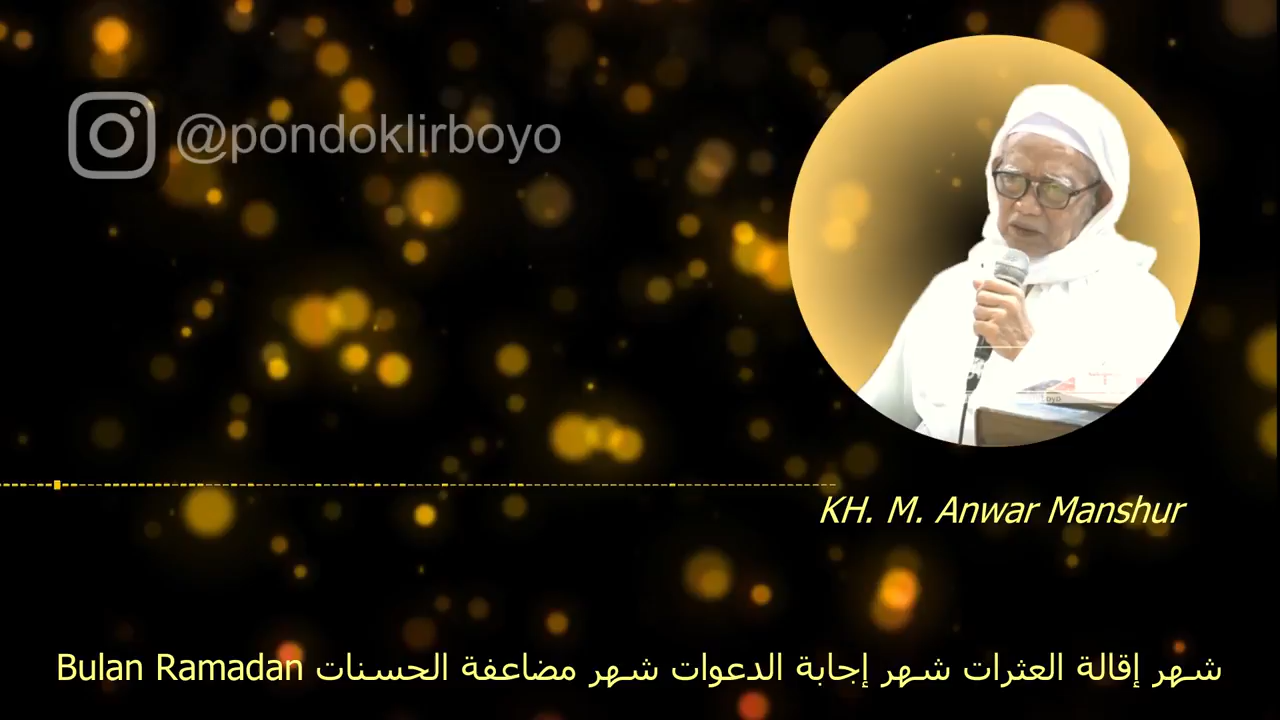 @pondoklirboyo
KH. M. Anwar Manshur
Bulan Ramadan شهر إقالة العثرات شهر إجابة الدعوات شهر مضاعفة الحسنات